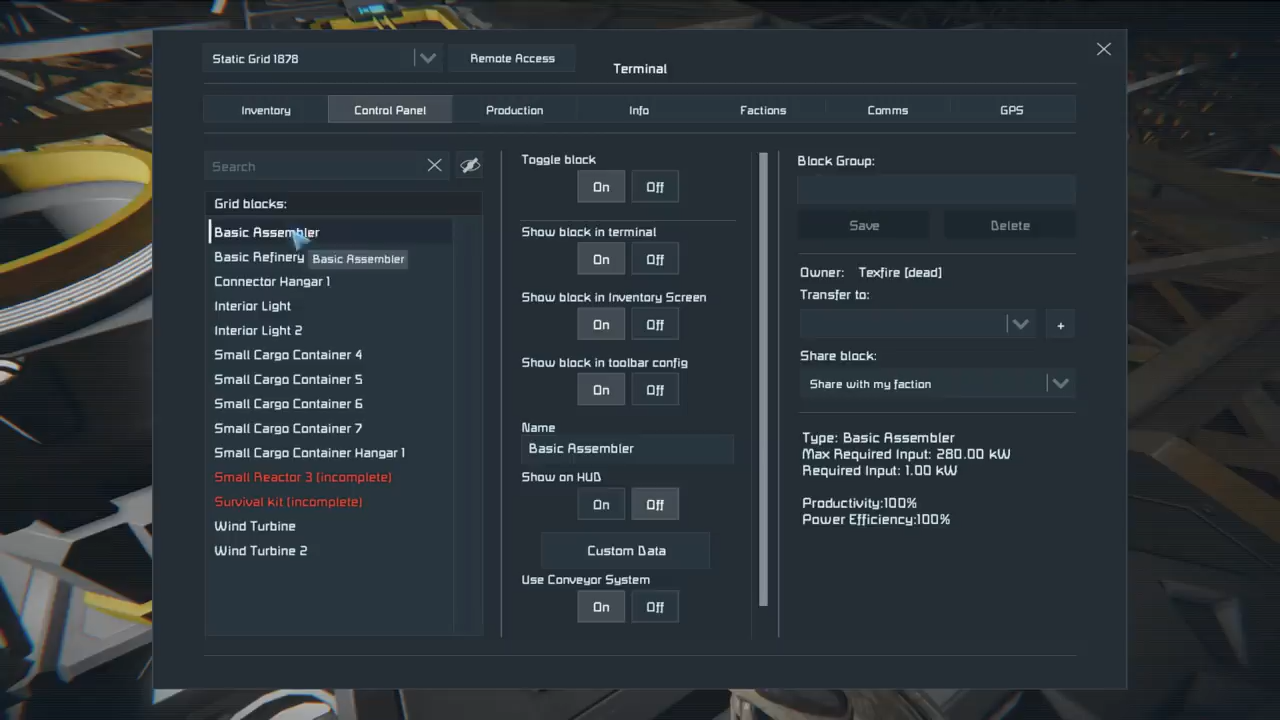 Static Grid 1878
Remote Access
Terminal
Inventory
Control Panel
Production
Info
Factions
Comms
GPS
Search
Grid blocks:
Basic Assembler
Basic Refinery
Basic Assembler
Connector Hangar 1
Interior Light
Interior Light 2
Small Cargo Container 4
Small Cargo Container 5
Small Cargo Container 6
Small Cargo Container 7
Small Cargo Container Hangar 1
Small Reactor 3 (incomplete)
Survival kit (incomplete)
Wind Turbine
Wind Turbine 2
Toggle block
On Off
Show block in terminal
On Off
Show block in Inventory Screen
On Off
Show block in toolbar config
On Off
Name
Basic Assembler
Show on HUD
On Off
Custom Data
Use Conveyor System
On Off
Block Group:
Save Delete
Owner: Texfire [dead]
Transfer to:
+
Share block:
Share with my faction
Type: Basic Assembler
Max Required Input: 280.00 kW
Required Input: 1.00 kW
Productivity:100%
Power Efficiency:100%